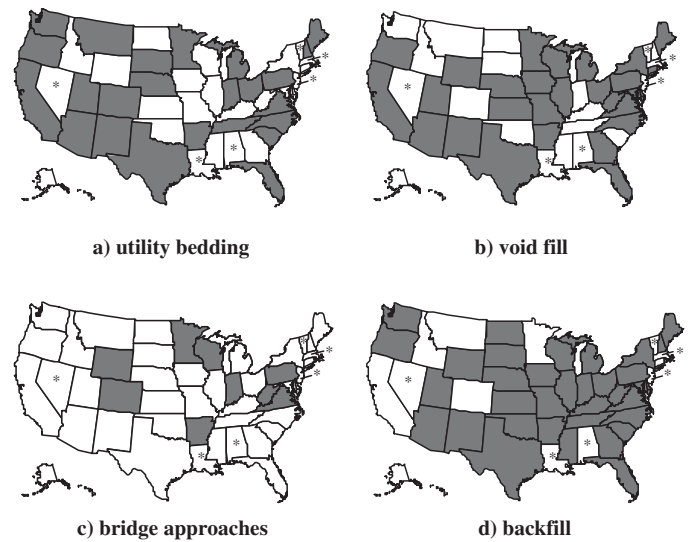 a) utility bedding
b) void fill
c) bridge approaches
d) backfill